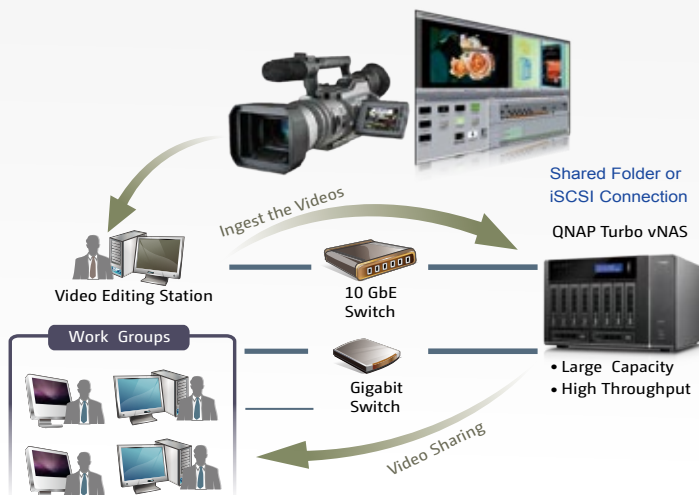 Shared Folder or
iSCSI Connection
Ingest the Videos
QNAP Turbo vNAS
Video Editing Station
10 GbE
Switch
Work Groups
Gigabit
Switch
• Large Capacity
• High Throughput
Video Sharing